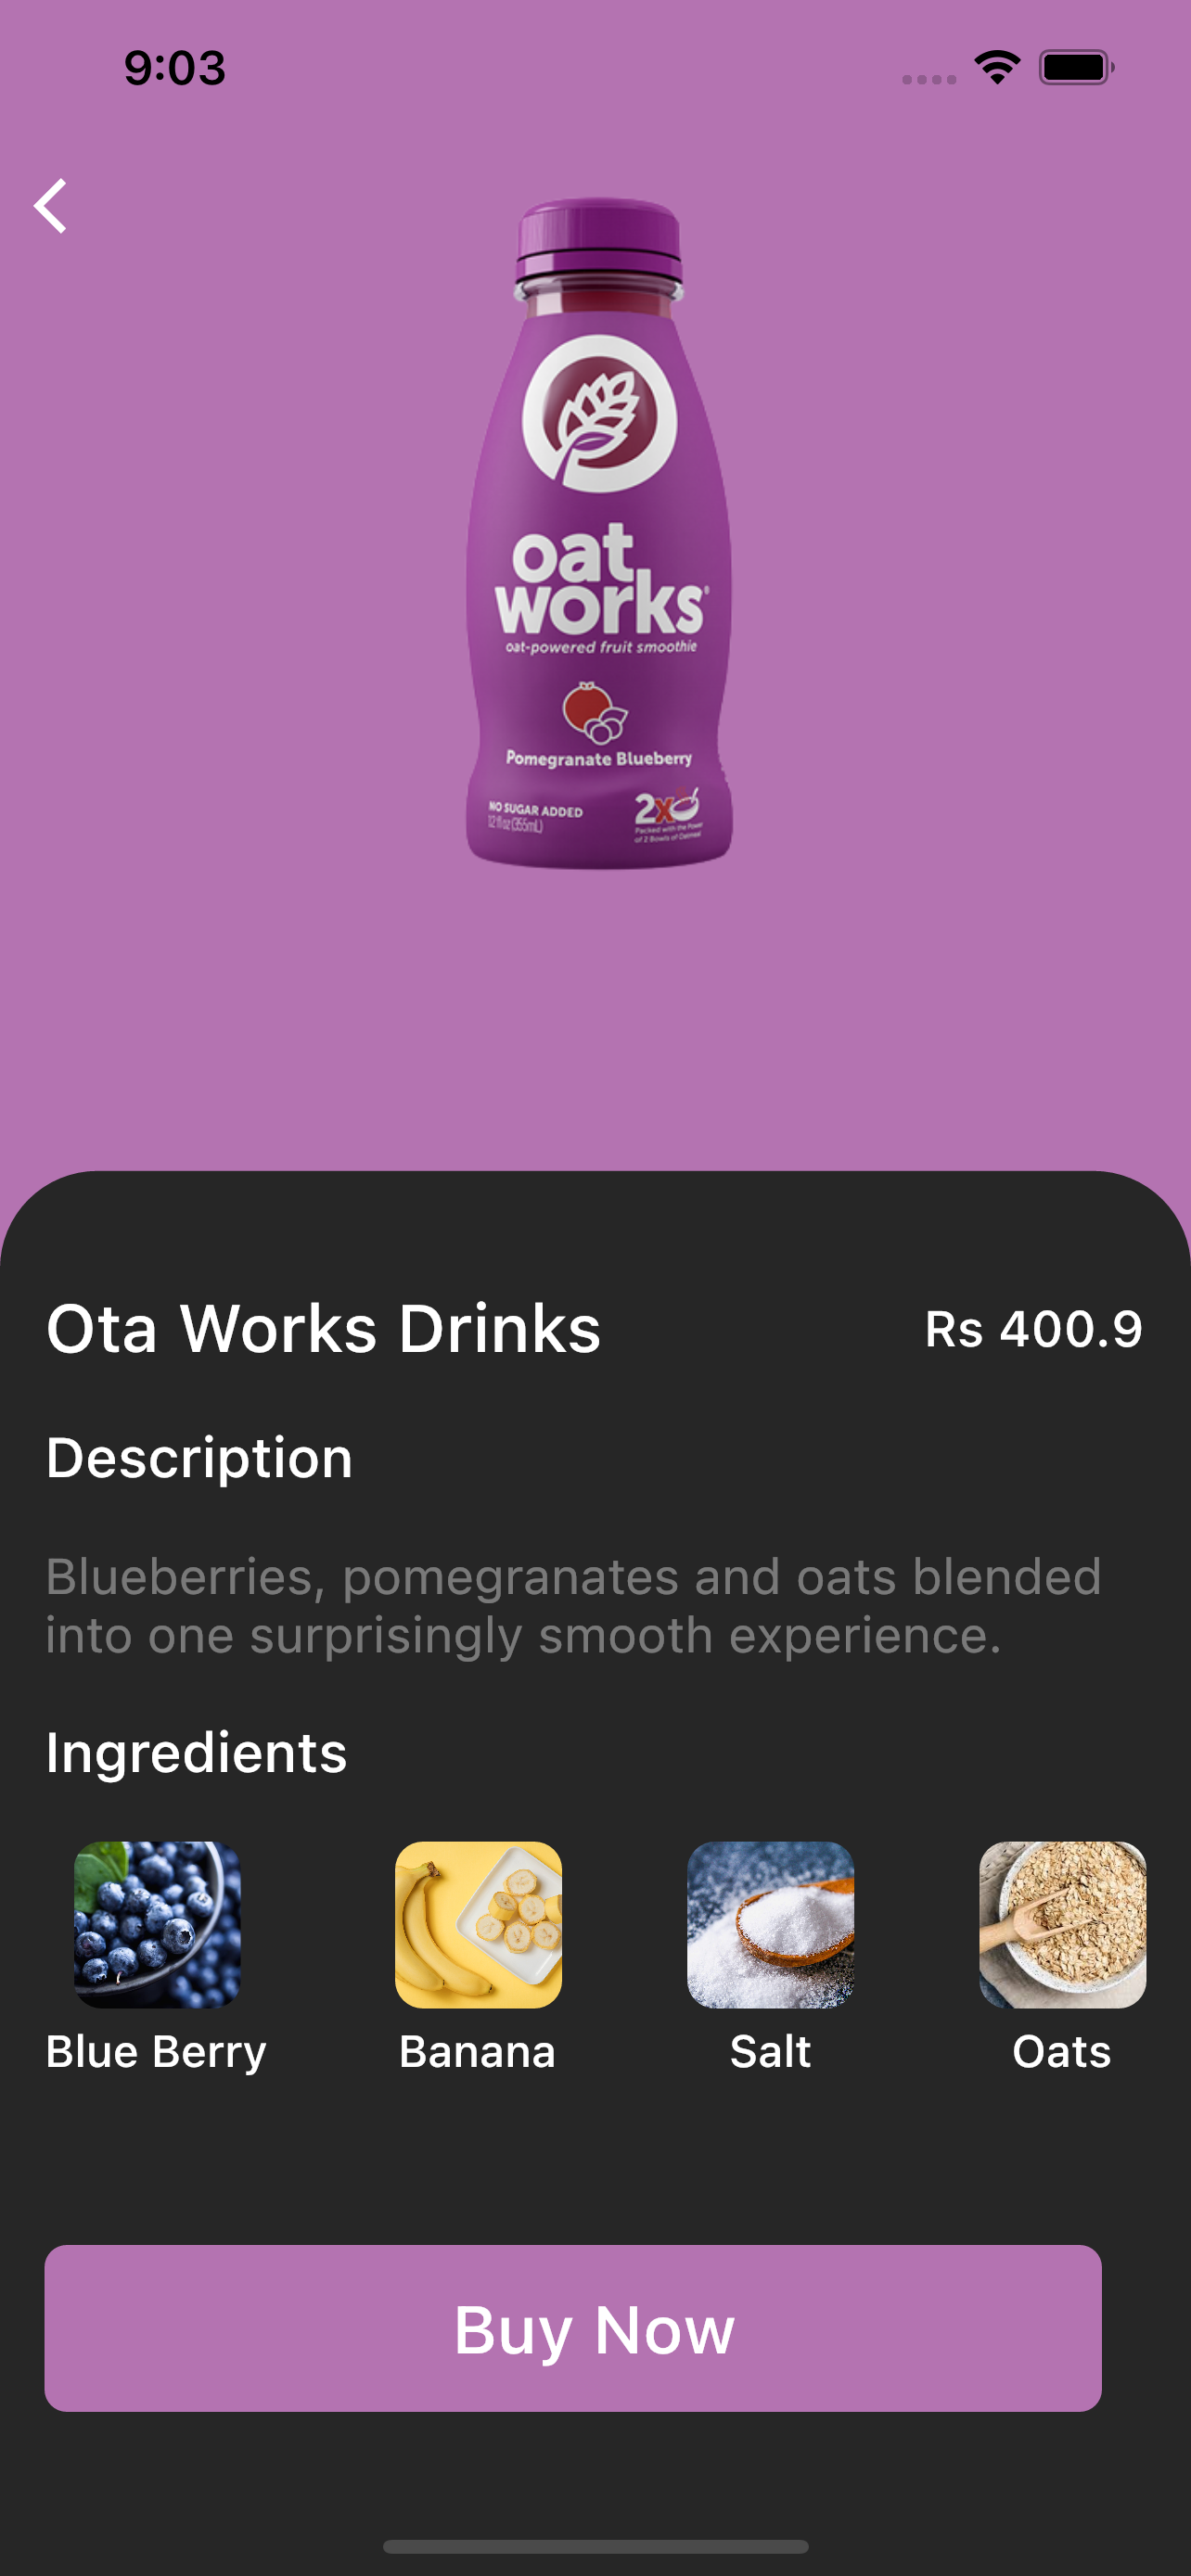 9:03
oat
works®
oat-powered fruit smoothie
Pomegranate Blueberry
NO SUGAR ADDED
12 fl oz (355mL)
2x
Packed with the Power
of 2 Bowls of Oatmeal
Ota Works Drinks
Rs 400.9
Description
Blueberries, pomegranates and oats blended
into one surprisingly smooth experience.
Ingredients
Blue Berry
Banana
Salt
Oats
Buy Now